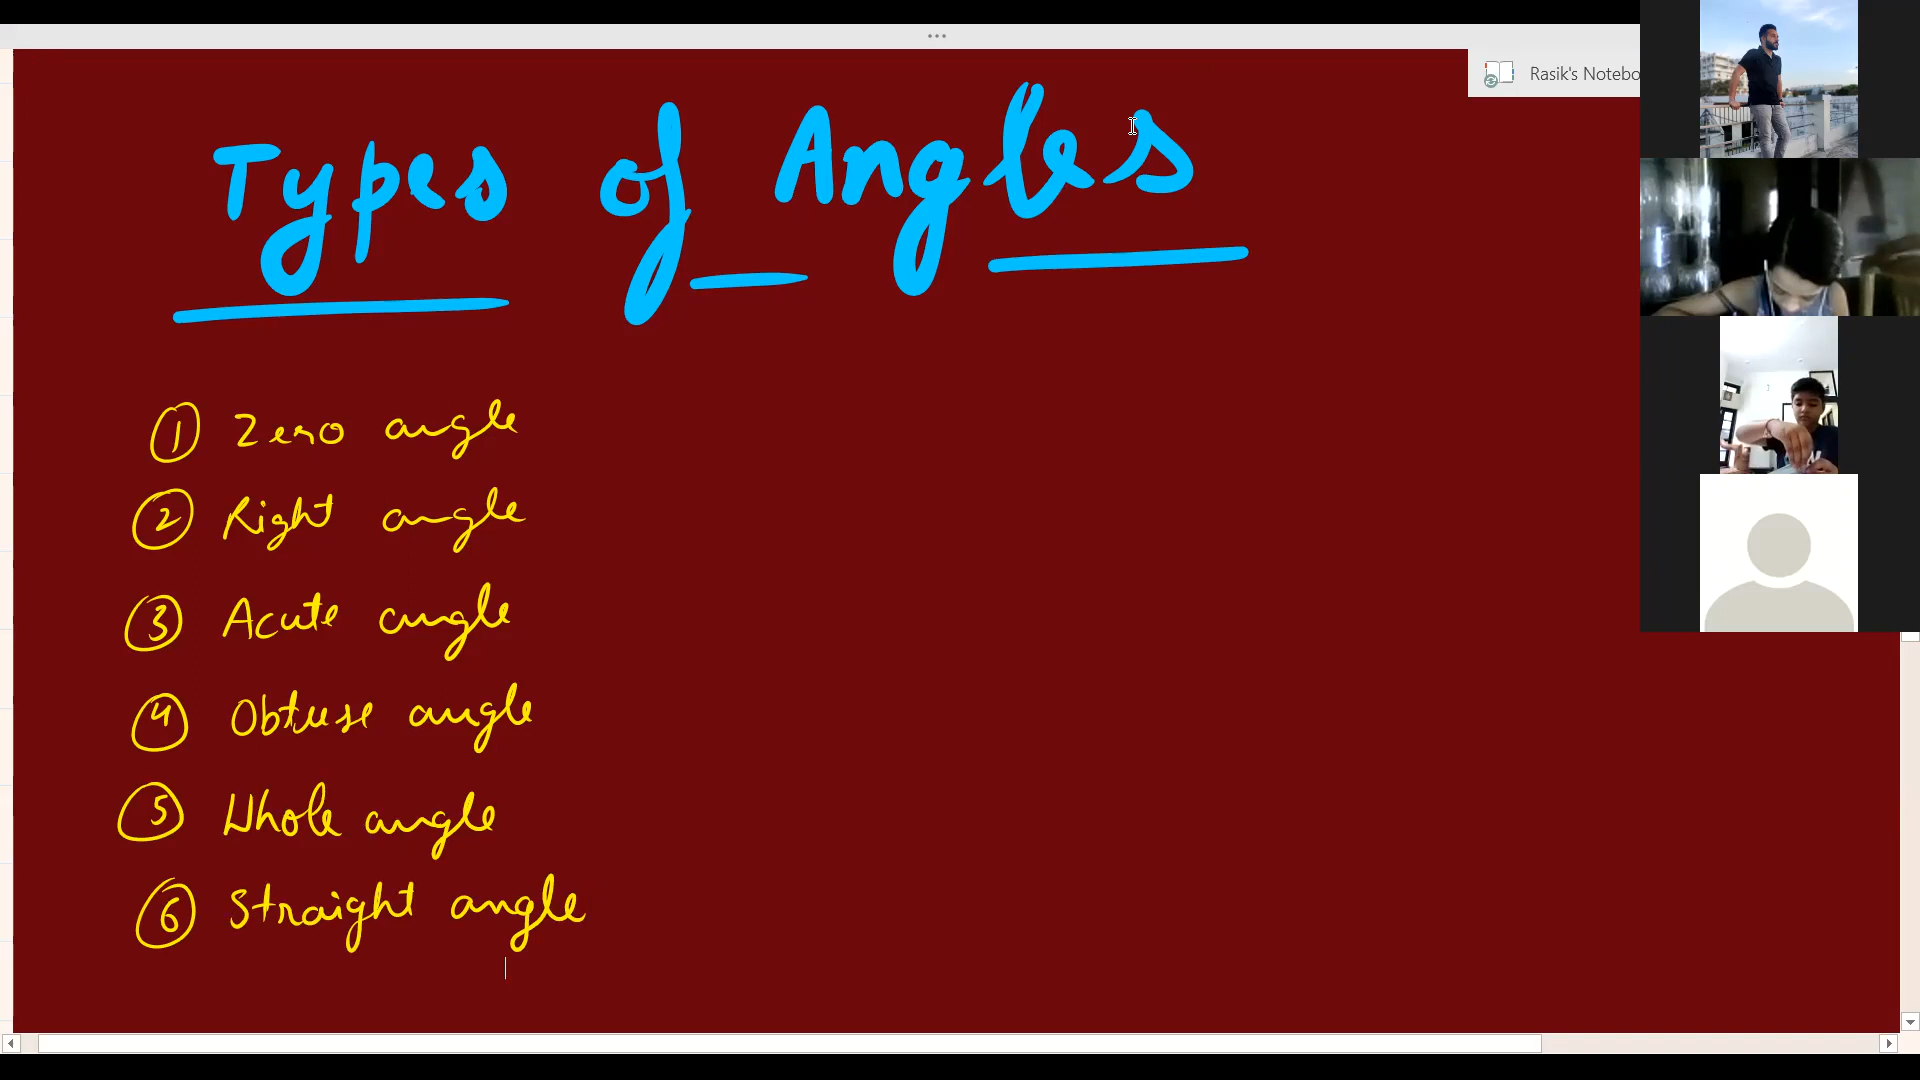 Rasik's Notebo
Types of Angles
1 Zero angle
2 Right angle
3 Acute angle
4 Obtuse angle
5 Whole angle
6 Straight angle